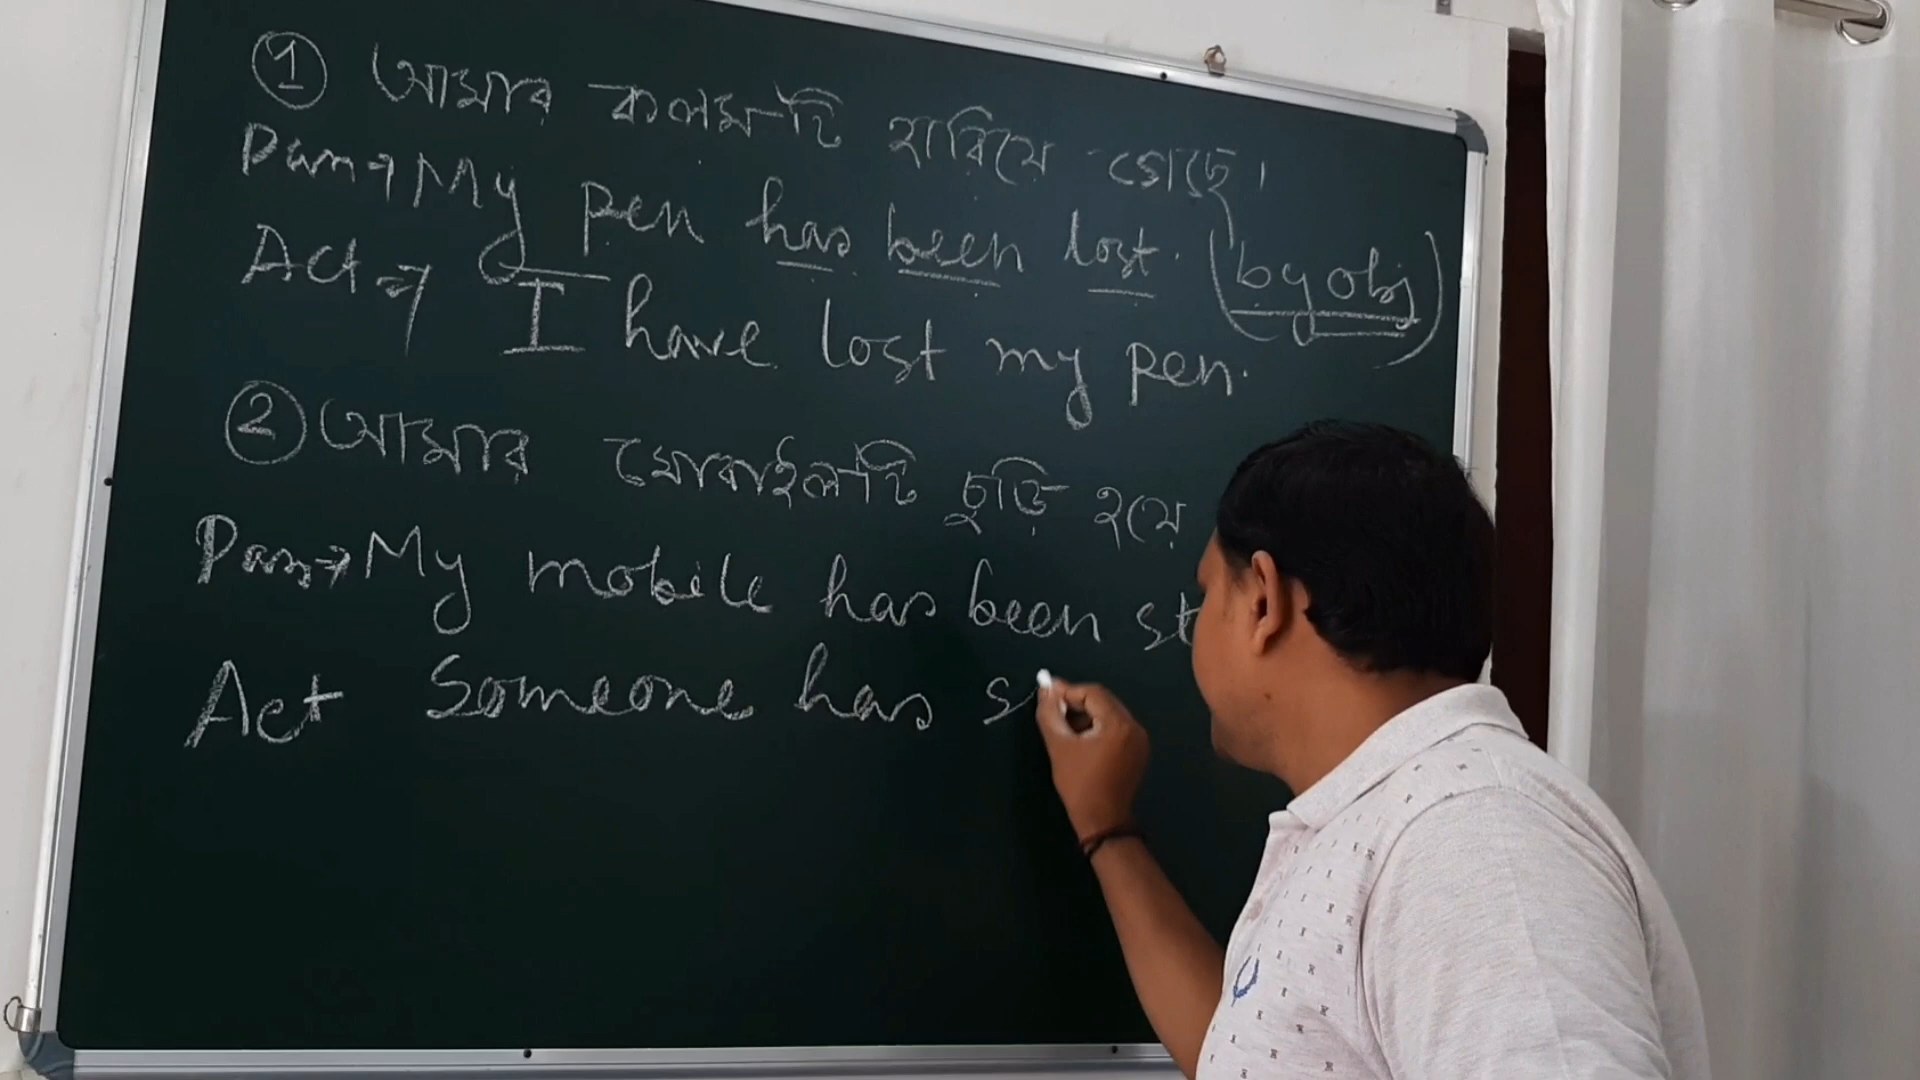 ① আমার কলমটি হারিয়ে গেছে।
Pass→ My pen has been lost. (by obj)
Act→ I have lost my pen.
② আমার মোবাইলটি চুড়ি হয়ে
Pass→ My mobile has been st
Act Someone has s